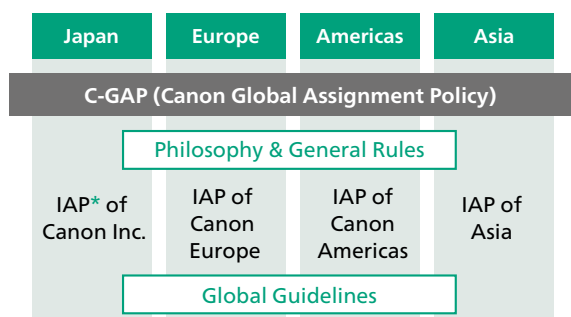 Japan
Europe
Americas
Asia
C-GAP (Canon Global Assignment Policy)
Philosophy & General Rules
IAP* of
Canon Inc.
IAP of
Canon
Europe
IAP of
Canon
Americas
IAP of
Asia
Global Guidelines